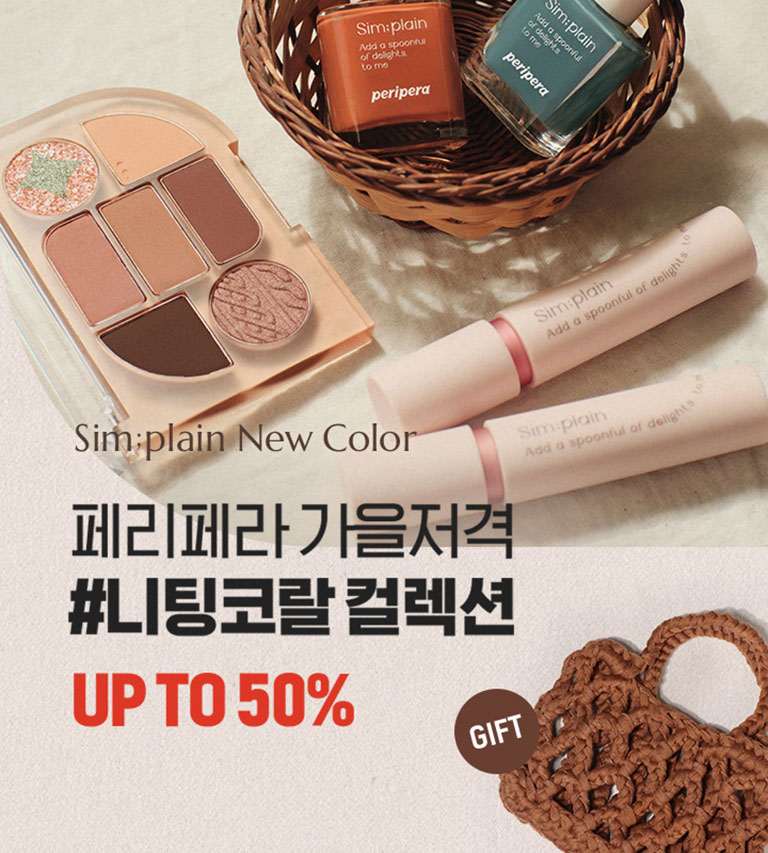 Sim;plain
Add a spoonful
of delights.
to me
peripera
Sim;plain
Add a spoonful
of delights.
to me
peripera
Sim;plain
Add a spoonful of delights. to
Sim;plain
Add a spoonful of delights. to
Sim;plain New Color
페리페라 가을저격
#니팅코랄 컬렉션
UP TO 50%
GIFT